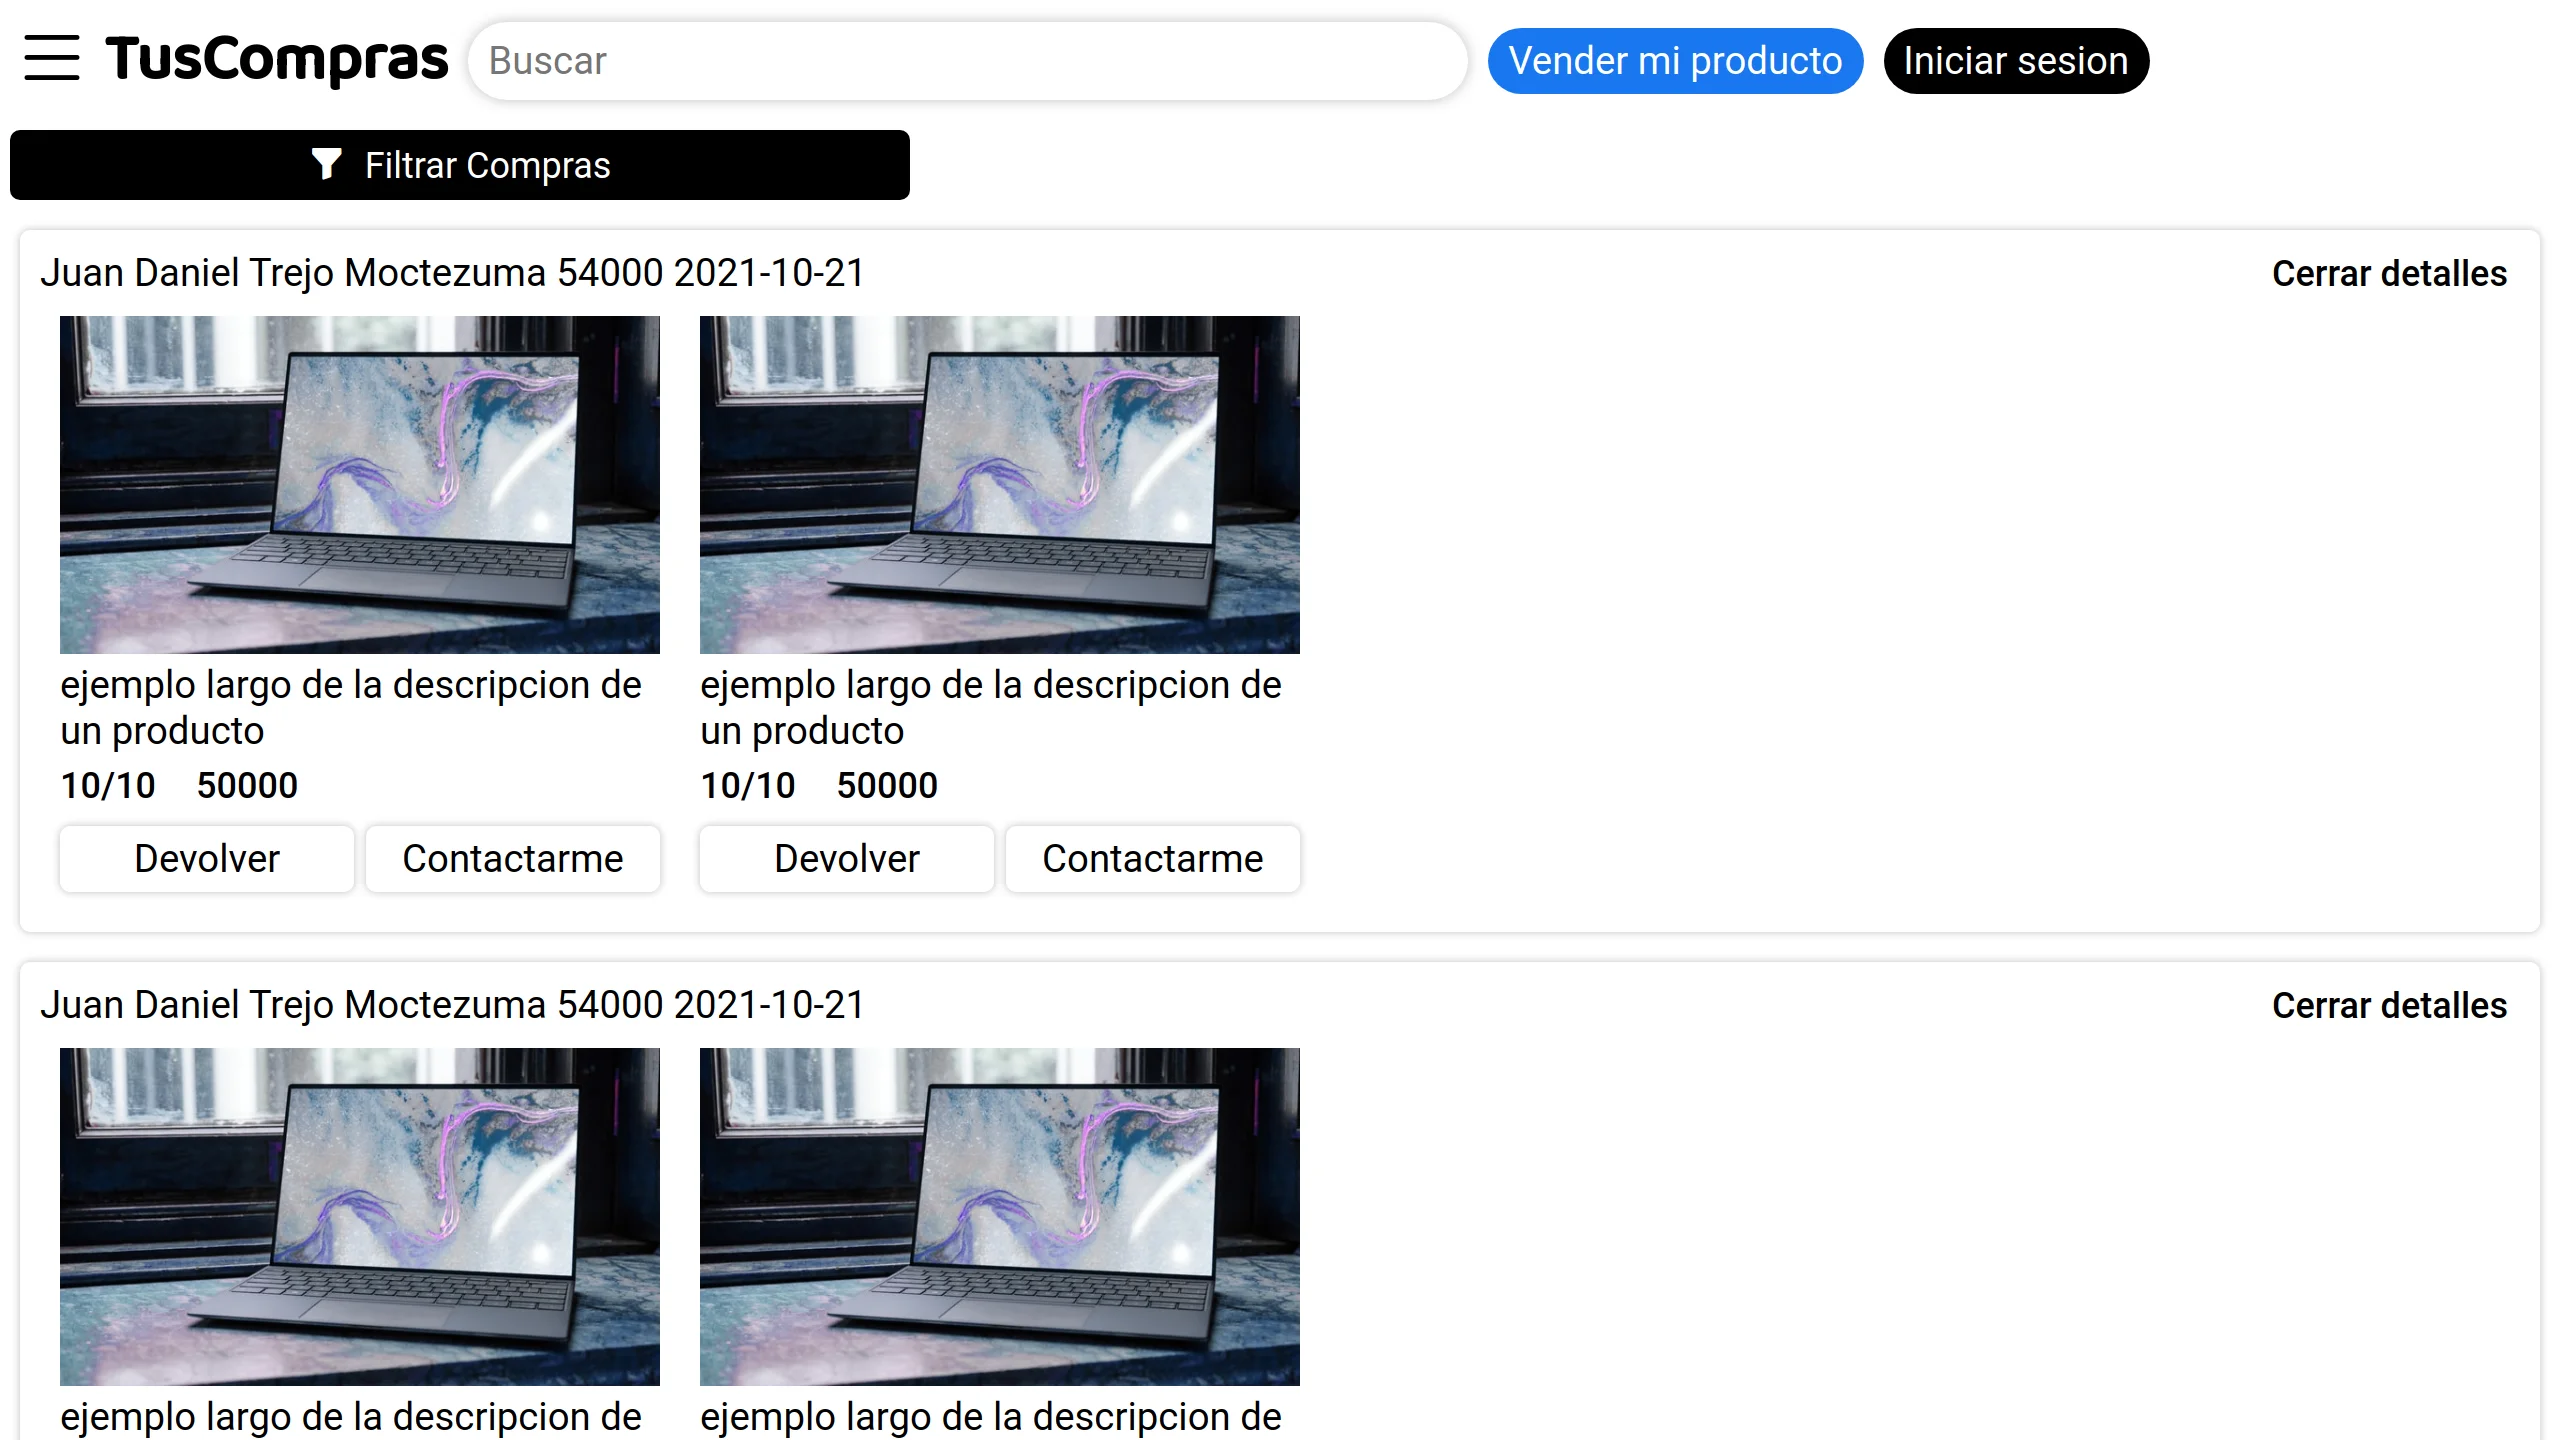 TusCompras
Buscar
Vender mi producto
Iniciar sesion
Filtrar Compras
Juan Daniel Trejo Moctezuma 54000 2021-10-21
Cerrar detalles
ejemplo largo de la descripcion de
un producto
10/10 50000
Devolver
Contactarme
ejemplo largo de la descripcion de
un producto
10/10 50000
Devolver
Contactarme
Juan Daniel Trejo Moctezuma 54000 2021-10-21
Cerrar detalles
ejemplo largo de la descripcion de
ejemplo largo de la descripcion de